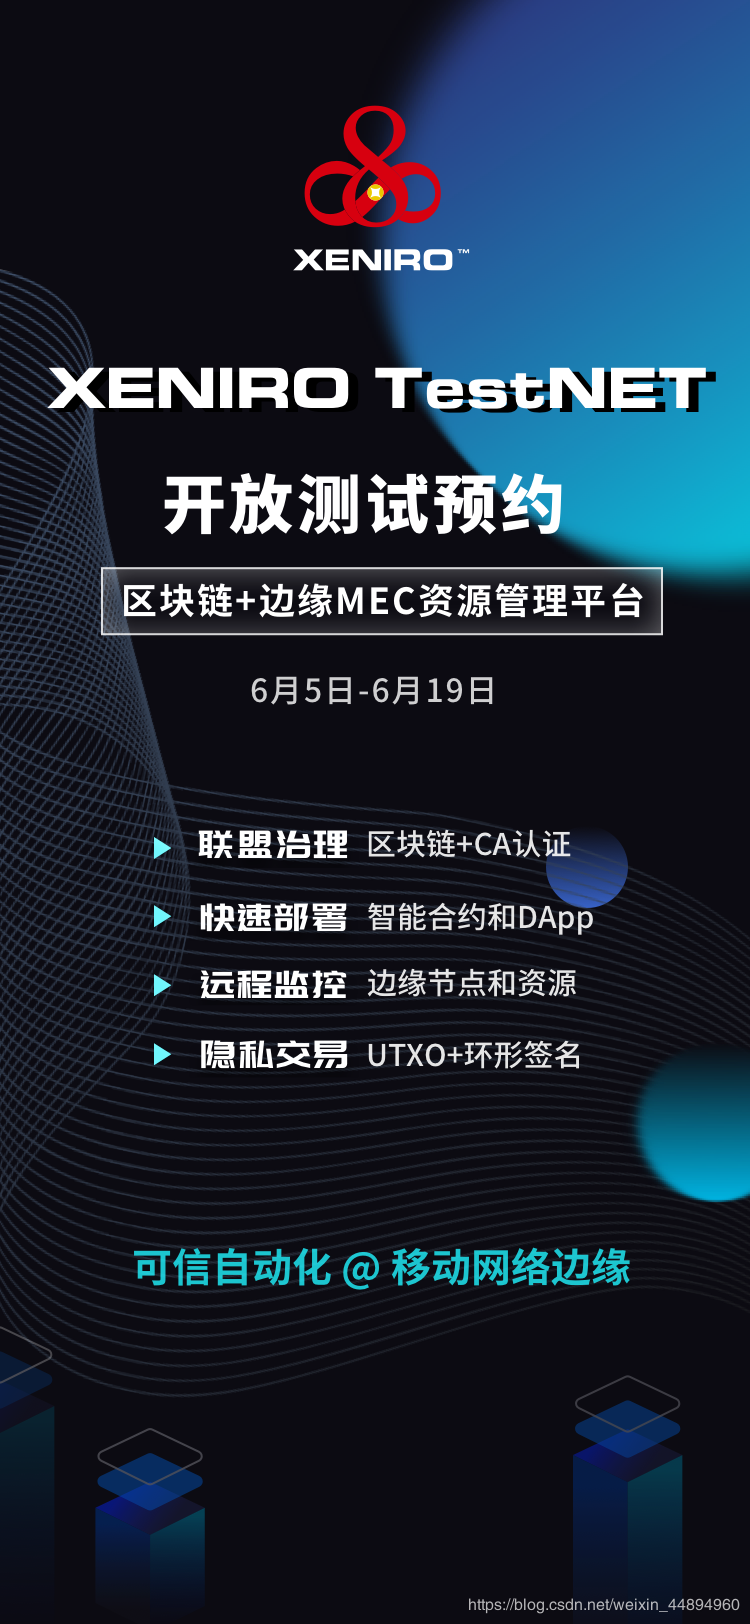 XENIRO™
XENIRO TestNET
开放测试预约
区块链+边缘MEC资源管理平台
6月5日-6月19日
联盟治理 区块链+CA认证
快速部署 智能合约和DApp
远程监控 边缘节点和资源
隐私交易 UTXO+环形签名
可信自动化 @ 移动网络边缘
https://blog.csdn.net/weixin_44894960